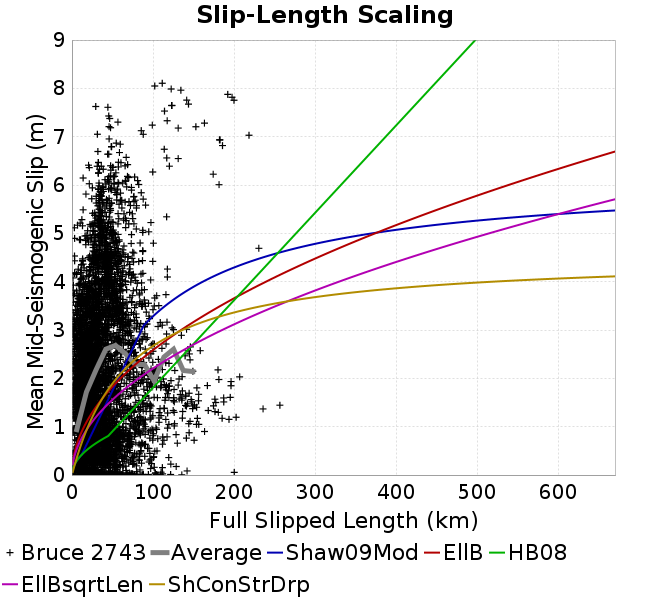 Slip-Length Scaling
Mean Mid-Seismogenic Slip (m)
9
8
7
6
5
4
3
2
1
0
0 100 200 300 400 500 600
Full Slipped Length (km)
Bruce 2743 Average Shaw09Mod EllB HB08
EllBsqrtLen ShConStrDrp